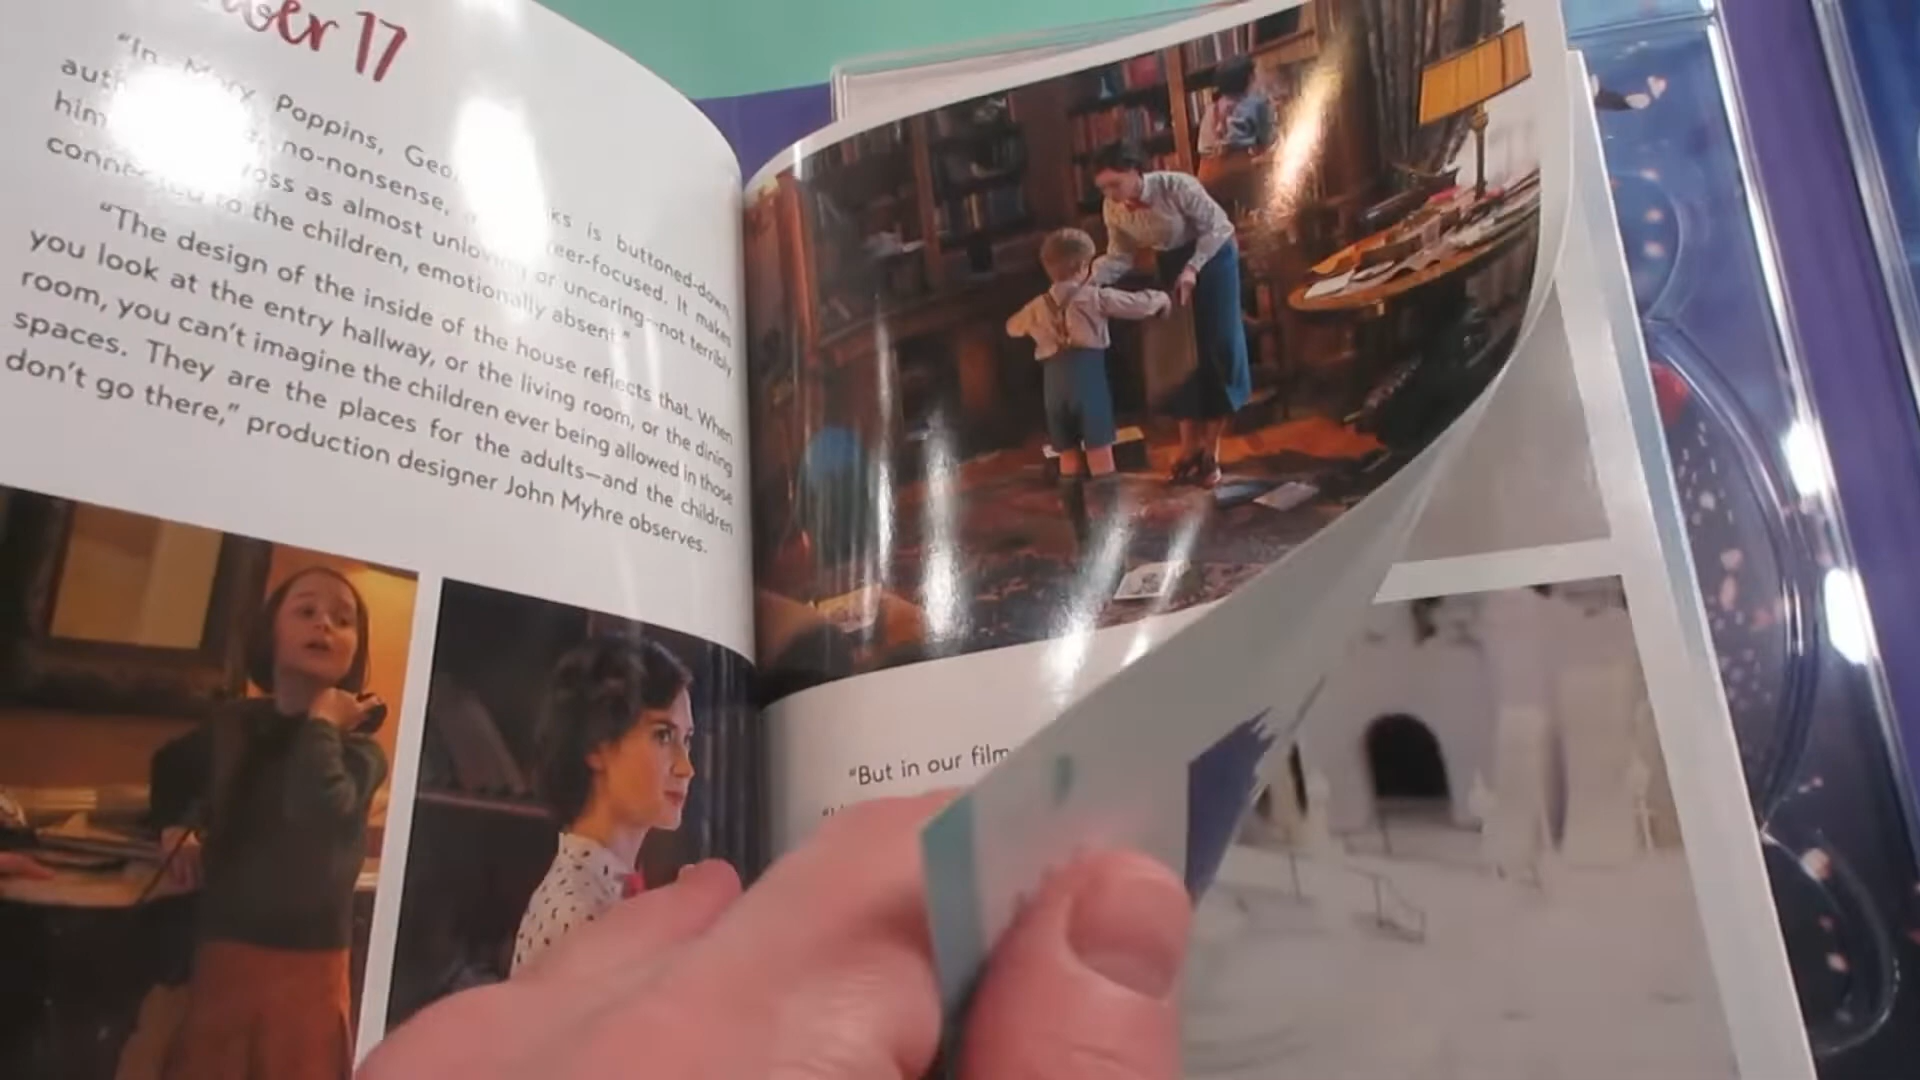 ber 17
"In Mary Poppins, Geo ks is buttoned-down,
auth no-nonsense, eer-focused. It makes
him oss as almost unloving or uncaring—not terribly
connected to the children, emotionally absent."
"The design of the inside of the house reflects that. When
you look at the entry hallway, or the living room, or the dining
room, you can't imagine the children ever being allowed in those
spaces. They are the places for the adults—and the children
don't go there," production designer John Myhre observes.
"But in our film